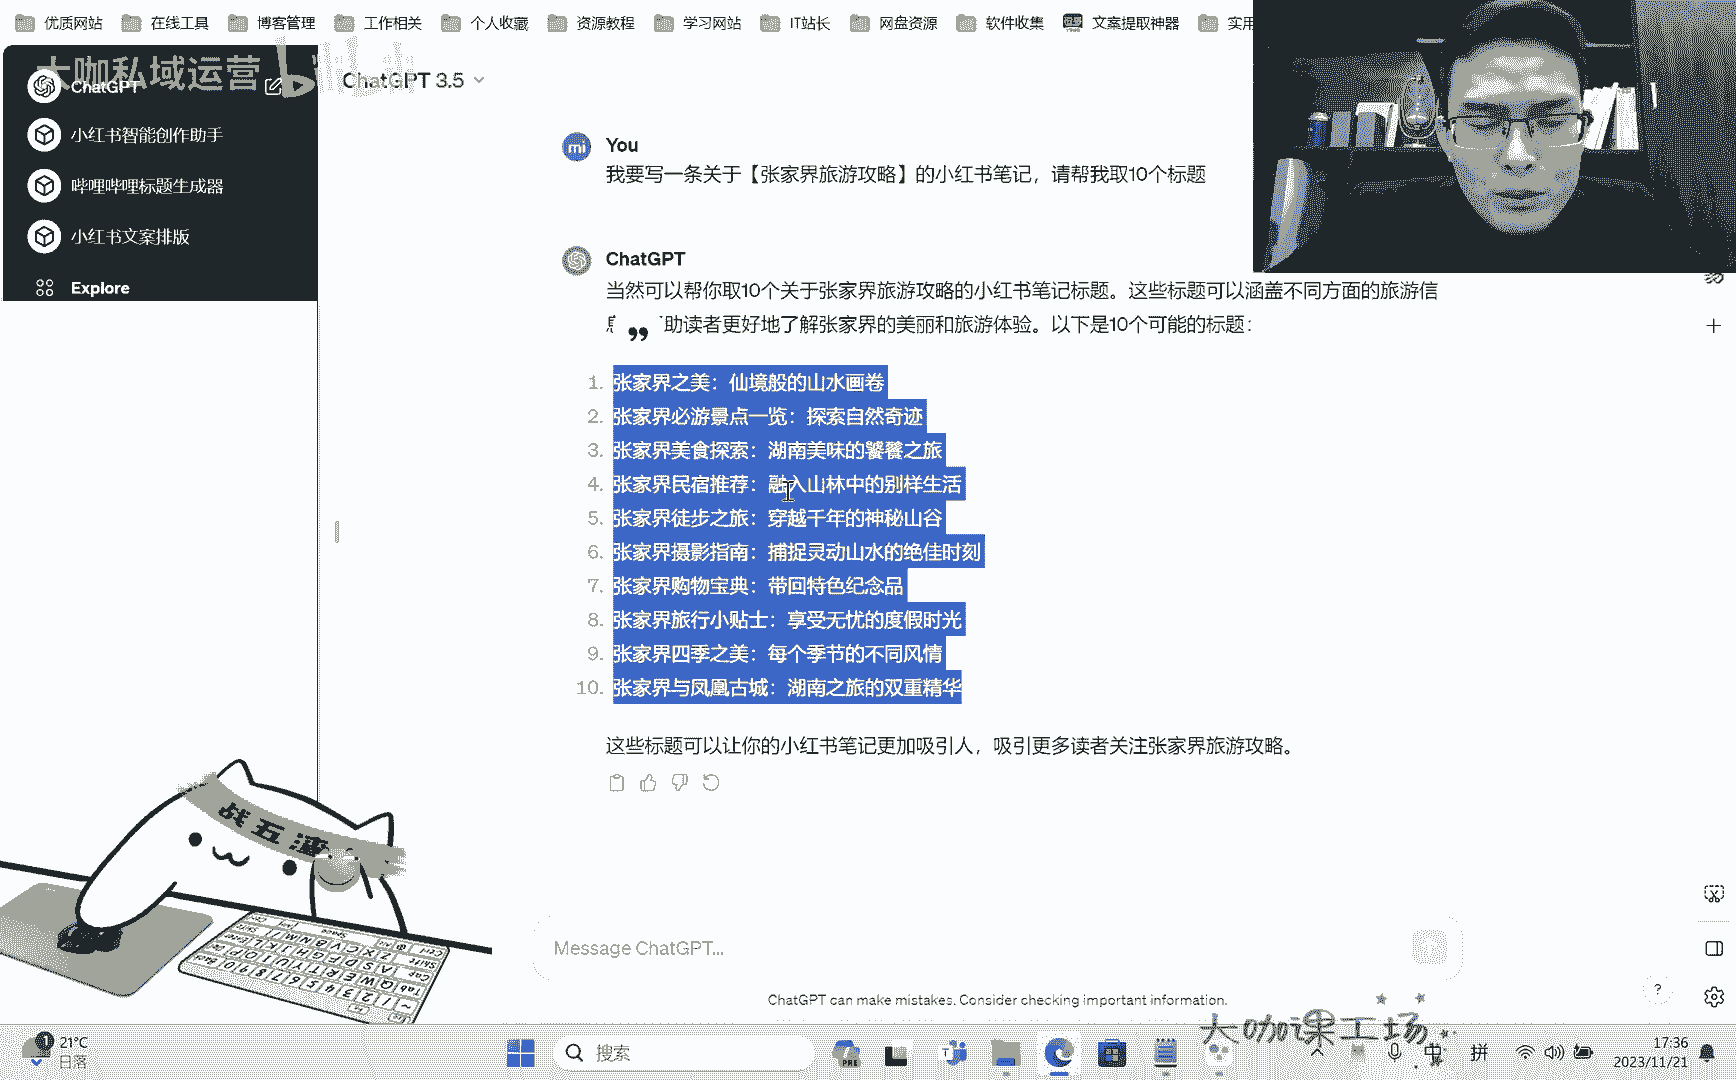 优质网站
在线工具
博客管理
工作相关
个人收藏
资源教程
学习网站
IT站长
网盘资源
软件收集
文案提取神器
大咖私域运营
ChatGPT
小红书智能创作助手
哔哩哔哩标题生成器
小红书文案排版
Explore
ChatGPT 3.5
You
我要写一条关于【张家界旅游攻略】的小红书笔记，请帮我取10个标题
ChatGPT
当然可以帮你取10个关于张家界旅游攻略的小红书笔记标题。这些标题可以涵盖不同方面的旅游信
助读者更好地了解张家界的美丽和旅游体验。以下是10个可能的标题：
1. 张家界之美：仙境般的山水画卷
2. 张家界必游景点一览：探索自然奇迹
3. 张家界美食探索：湖南美味的饕餮之旅
4. 张家界民宿推荐：融入山林中的别样生活
5. 张家界徒步之旅：穿越千年的神秘山谷
6. 张家界摄影指南：捕捉灵动山水的绝佳时刻
7. 张家界购物宝典：带回特色纪念品
8. 张家界旅行小贴士：享受无忧的度假时光
9. 张家界四季之美：每个季节的不同风情
10. 张家界与凤凰古城：湖南之旅的双重精华
这些标题可以让你的小红书笔记更加吸引人，吸引更多读者关注张家界旅游攻略。
战五渣
Message ChatGPT...
ChatGPT can make mistakes. Consider checking important information.
?
大咖课工场
21°C
日落
搜索
中
拼
17:36
2023/11/21